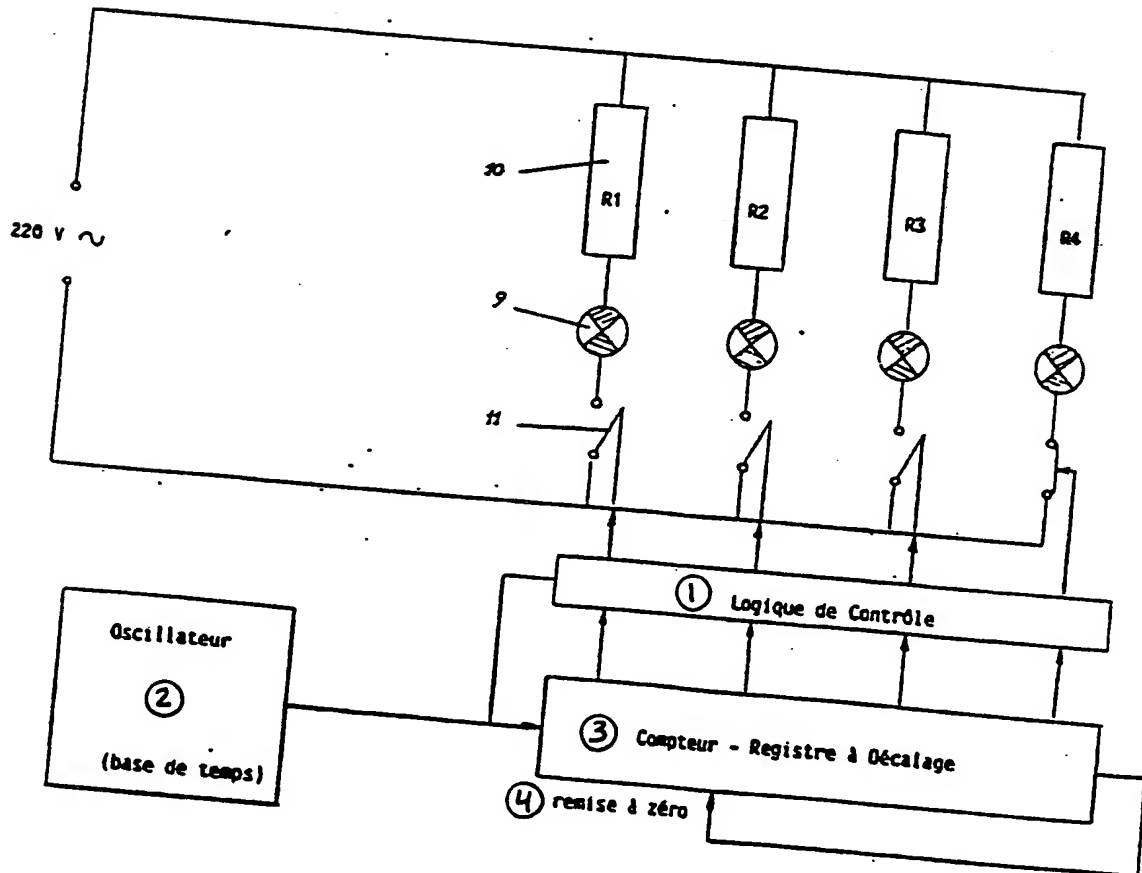 10
R1
R2
R3
R4
220 V ~
9
11
1 Logique de Contrôle
Oscillateur
2
(base de temps)
3 Compteur - Registre à Décalage
4 remise à zéro